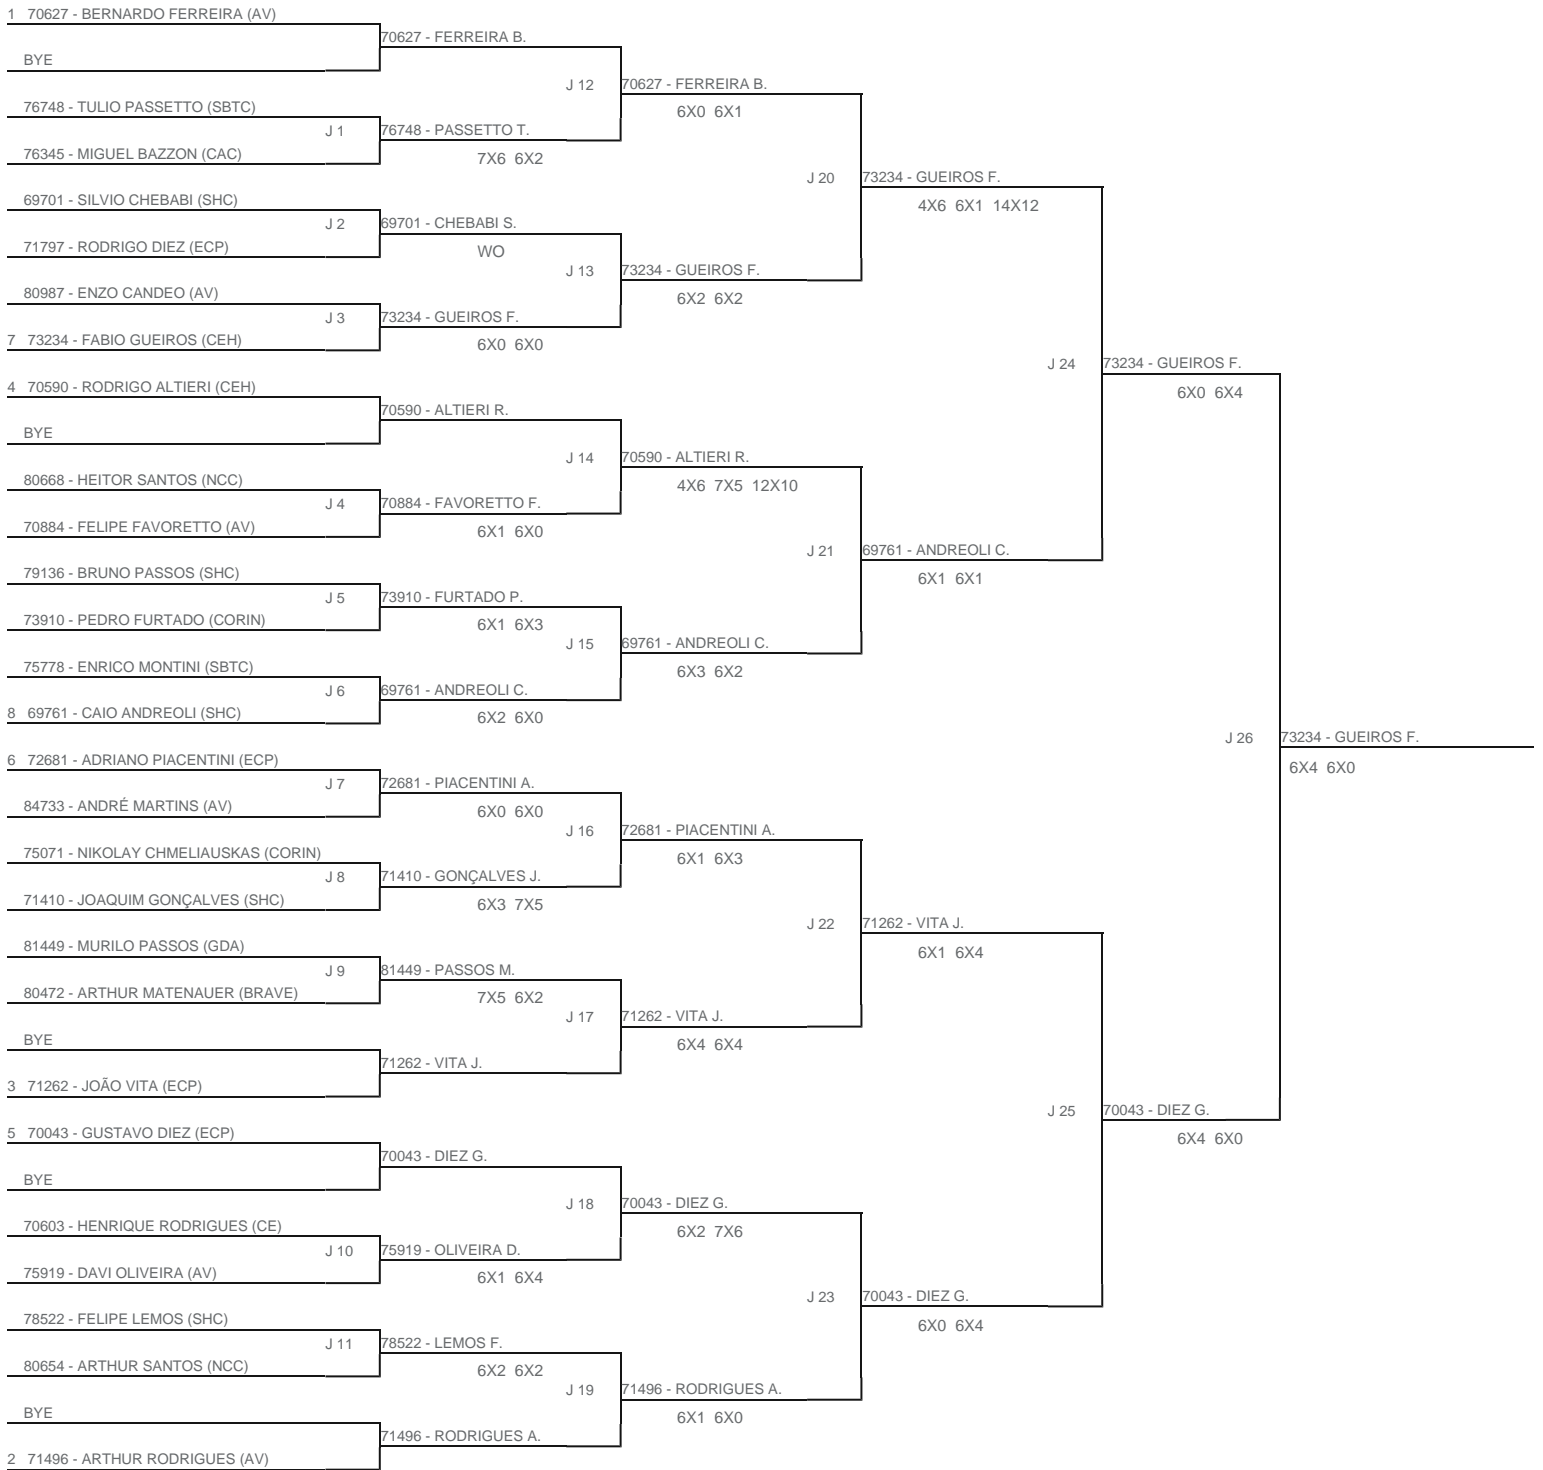 1 70627 - BERNARDO FERREIRA (AV)
BYE
76748 - TULIO PASSETTO (SBTC)
76345 - MIGUEL BAZZON (CAC)
69701 - SILVIO CHEBABI (SHC)
71797 - RODRIGO DIEZ (ECP)
80987 - ENZO CANDEO (AV)
7 73234 - FABIO GUEIROS (CEH)
4 70590 - RODRIGO ALTIERI (CEH)
BYE
80668 - HEITOR SANTOS (NCC)
70884 - FELIPE FAVORETTO (AV)
79136 - BRUNO PASSOS (SHC)
73910 - PEDRO FURTADO (CORIN)
75778 - ENRICO MONTINI (SBTC)
8 69761 - CAIO ANDREOLI (SHC)
6 72681 - ADRIANO PIACENTINI (ECP)
84733 - ANDRÉ MARTINS (AV)
75071 - NIKOLAY CHMELIAUSKAS (CORIN)
71410 - JOAQUIM GONÇALVES (SHC)
81449 - MURILO PASSOS (GDA)
80472 - ARTHUR MATENAUER (BRAVE)
BYE
3 71262 - JOÃO VITA (ECP)
5 70043 - GUSTAVO DIEZ (ECP)
BYE
70603 - HENRIQUE RODRIGUES (CE)
75919 - DAVI OLIVEIRA (AV)
78522 - FELIPE LEMOS (SHC)
80654 - ARTHUR SANTOS (NCC)
BYE
2 71496 - ARTHUR RODRIGUES (AV)
J 1
J 2
J 3
J 4
J 5
J 6
J 7
J 8
J 9
J 10
J 11
70627 - FERREIRA B.
76748 - PASSETTO T.
7X6 6X2
69701 - CHEBABI S.
WO
73234 - GUEIROS F.
6X0 6X0
70590 - ALTIERI R.
70884 - FAVORETTO F.
6X1 6X0
73910 - FURTADO P.
6X1 6X3
69761 - ANDREOLI C.
6X2 6X0
72681 - PIACENTINI A.
6X0 6X0
71410 - GONÇALVES J.
6X3 7X5
81449 - PASSOS M.
7X5 6X2
71262 - VITA J.
70043 - DIEZ G.
75919 - OLIVEIRA D.
6X1 6X4
78522 - LEMOS F.
6X2 6X2
71496 - RODRIGUES A.
J 12
J 13
J 14
J 15
J 16
J 17
J 18
J 19
70627 - FERREIRA B.
6X0 6X1
73234 - GUEIROS F.
6X2 6X2
70590 - ALTIERI R.
4X6 7X5 12X10
69761 - ANDREOLI C.
6X3 6X2
72681 - PIACENTINI A.
6X1 6X3
71262 - VITA J.
6X4 6X4
70043 - DIEZ G.
6X2 7X6
71496 - RODRIGUES A.
6X1 6X0
J 20
J 21
J 22
J 23
73234 - GUEIROS F.
4X6 6X1 14X12
69761 - ANDREOLI C.
6X1 6X1
71262 - VITA J.
6X1 6X4
70043 - DIEZ G.
6X0 6X4
J 24
J 25
73234 - GUEIROS F.
6X0 6X4
70043 - DIEZ G.
6X4 6X0
J 26
73234 - GUEIROS F.
6X4 6X0